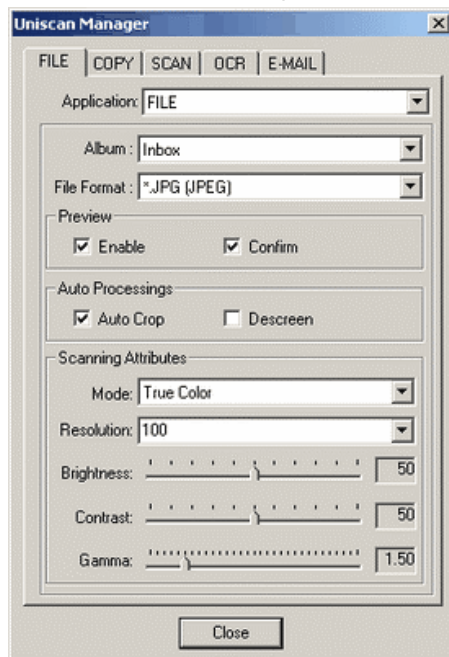 Uniscan Manager
FILE COPY SCAN OCR E-MAIL
Application: FILE
Album : Inbox
File Format : *.JPG (JPEG)
Preview
Enable Confirm
Auto Processings
Auto Crop Descreen
Scanning Attributes
Mode: True Color
Resolution: 100
Brightness: 50
Contrast: 50
Gamma: 1.50
Close